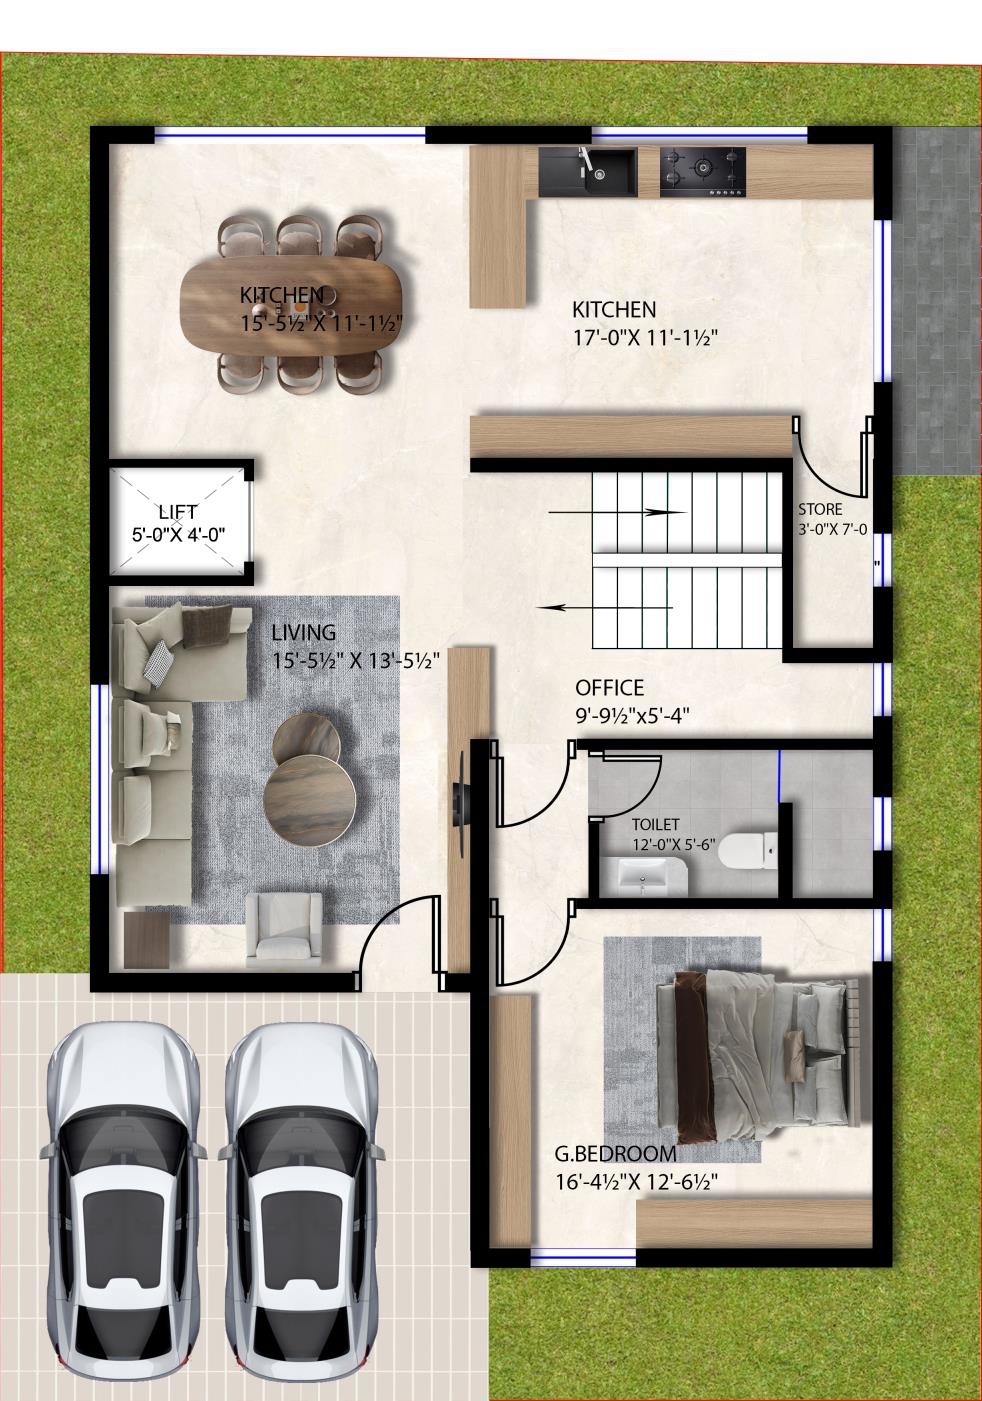 KITCHEN
15'-5½"X 11'-1½"
KITCHEN
17'-0"X 11'-1½"
LIFT
5'-0"X 4'-0"
STORE
3'-0"X 7'-0
"
LIVING
15'-5½" X 13'-5½"
OFFICE
9'-9½"x5'-4"
TOILET
12'-0"X 5'-6"
G.BEDROOM
16'-4½"X 12'-6½"